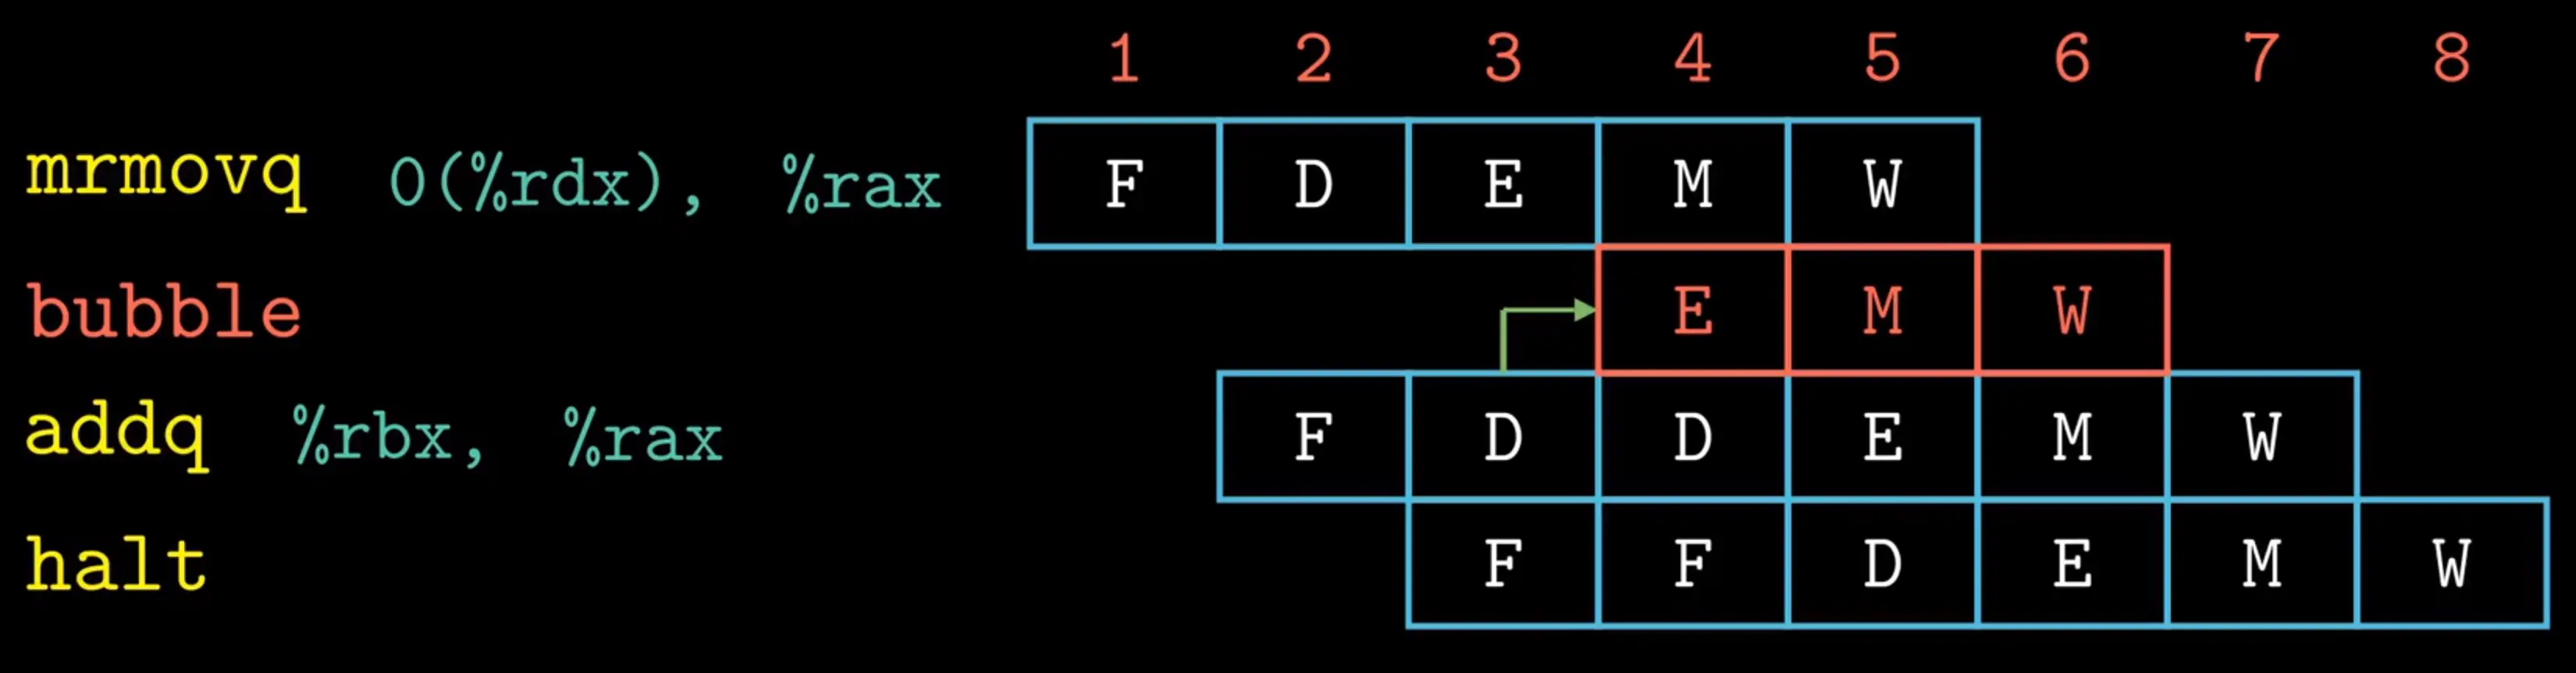 1 2 3 4 5 6 7 8
mrmovq 0(%rdx), %rax F D E M W
bubble E M W
addq %rbx, %rax F D D E M W
halt F F D E M W